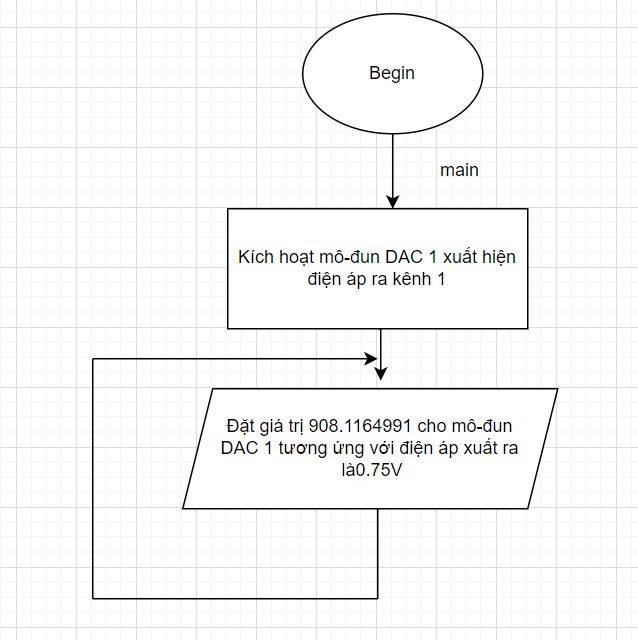 Begin
main
Kích hoạt mô-đun DAC 1 xuất hiện
điện áp ra kênh 1
Đặt giá trị 908.1164991 cho mô-đun
DAC 1 tương ứng với điện áp xuất ra
là0.75V